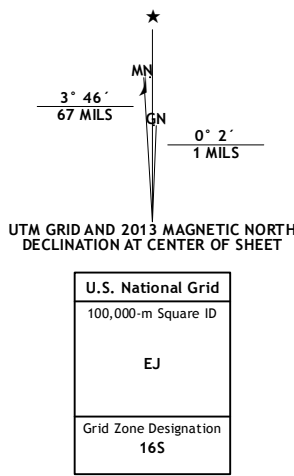 ★
MN
3° 46´
67 MILS
GN
0° 2´
1 MILS
UTM GRID AND 2013 MAGNETIC NORTH
DECLINATION AT CENTER OF SHEET
U.S. National Grid
100,000-m Square ID
EJ
Grid Zone Designation
16S